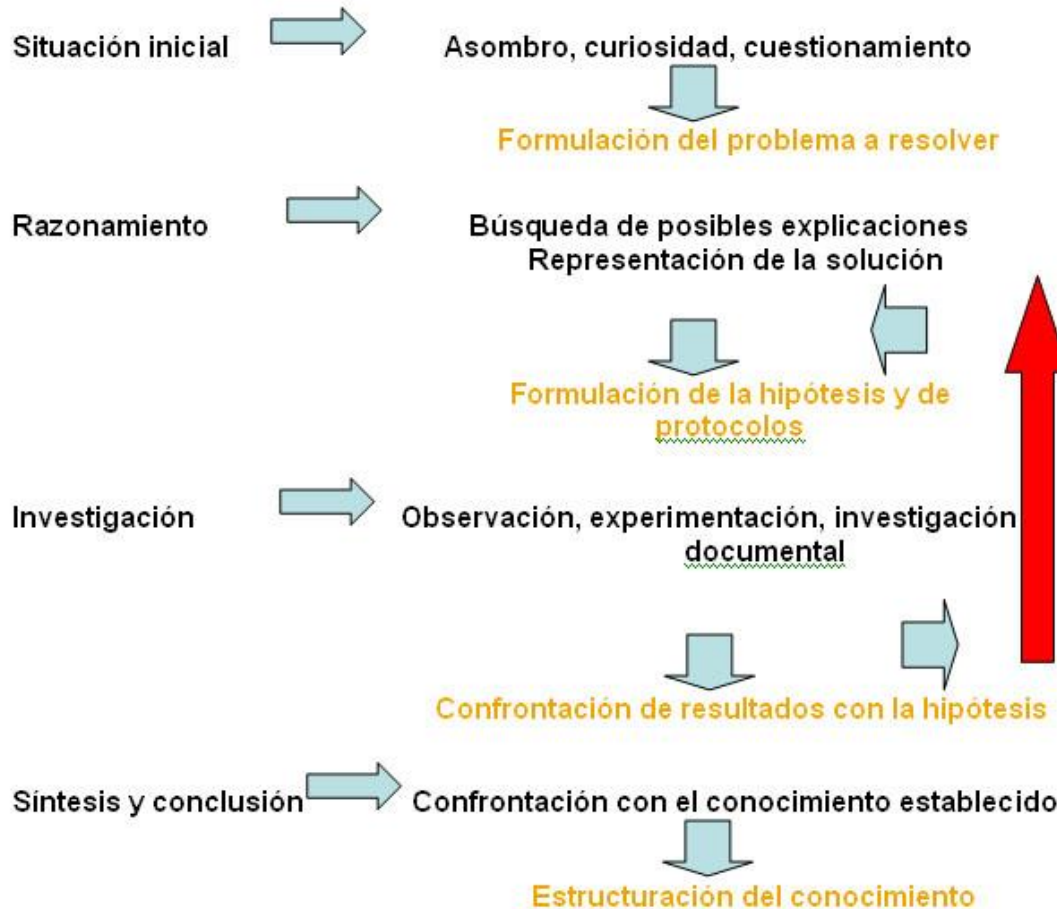 Situación inicial
Asombro, curiosidad, cuestionamiento
Formulación del problema a resolver
Razonamiento
Búsqueda de posibles explicaciones
Representación de la solución
Formulación de la hipótesis y de
protocolos
Investigación
Observación, experimentación, investigación
documental
Confrontación de resultados con la hipótesis
Síntesis y conclusión
Confrontación con el conocimiento establecido
Estructuración del conocimiento